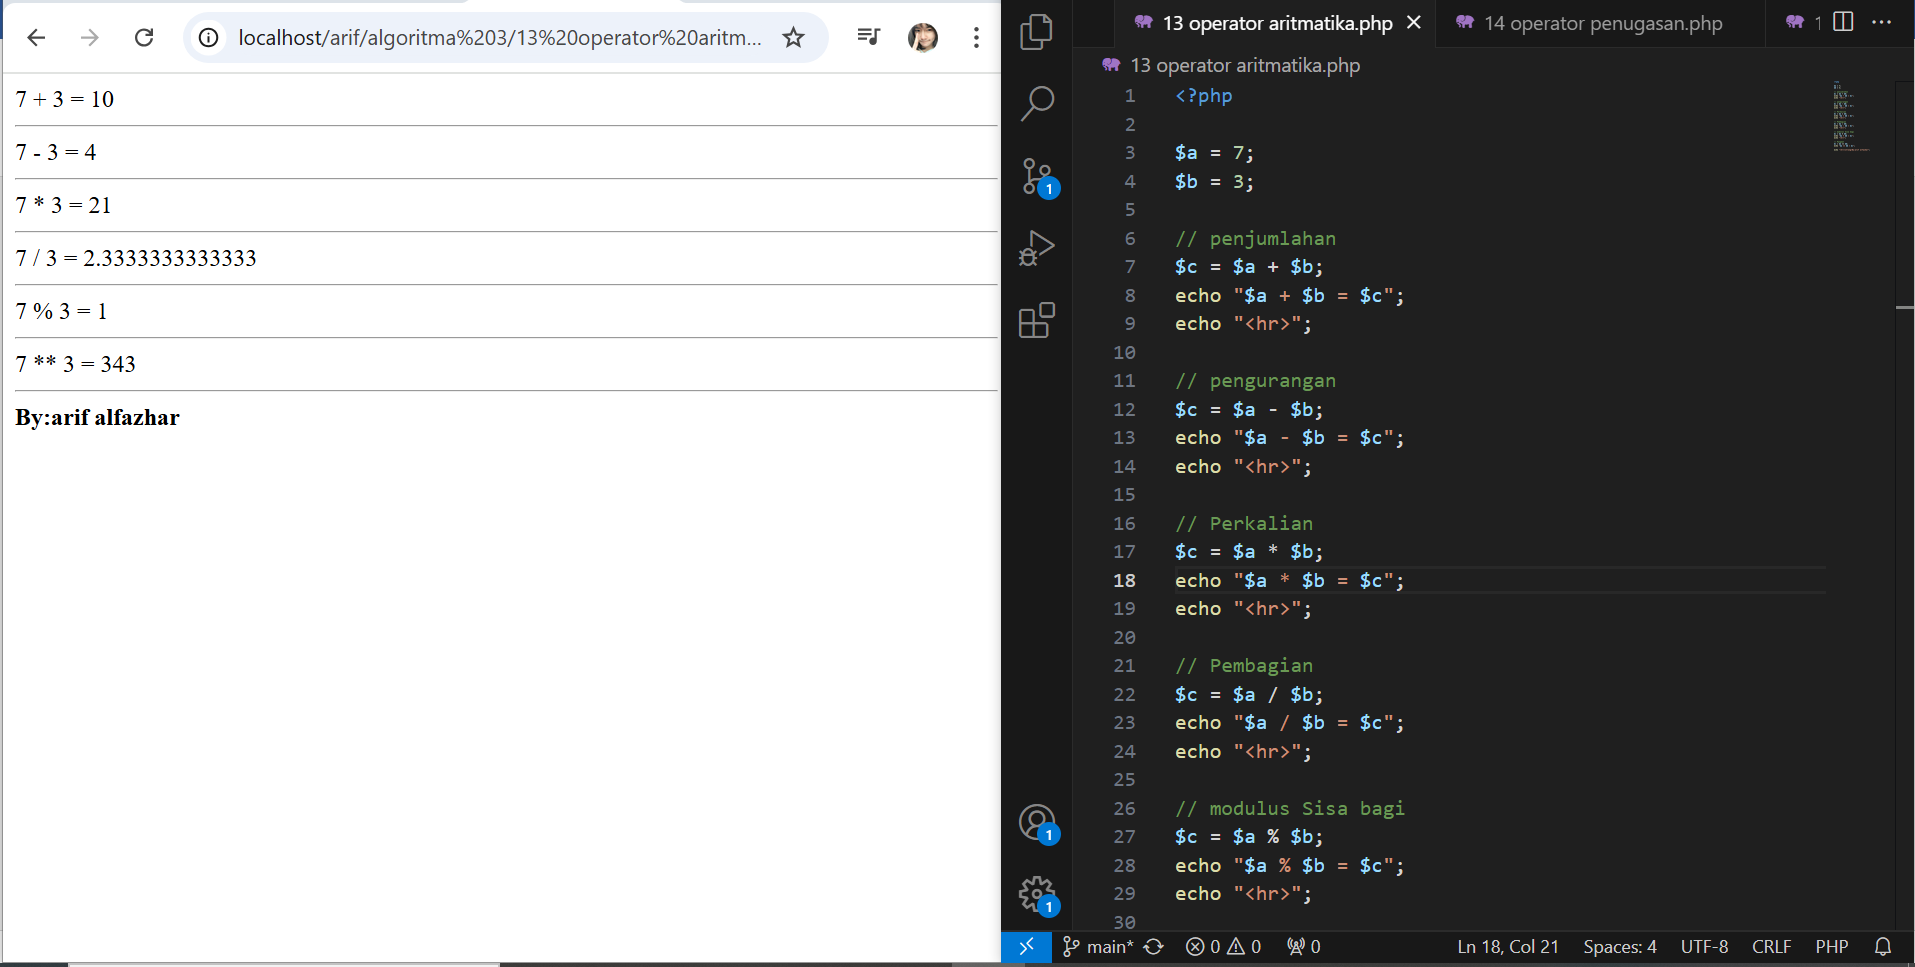 localhost/arif/algoritma%203/13%20operator%20aritm...
7 + 3 = 10
7 - 3 = 4
7 * 3 = 21
7 / 3 = 2.3333333333333
7 % 3 = 1
7 ** 3 = 343
By:arif alfazhar
13 operator aritmatika.php
14 operator penugasan.php
1
13 operator aritmatika.php
1 <?php
2
3 $a = 7;
4 $b = 3;
5
6 // penjumlahan
7 $c = $a + $b;
8 echo "$a + $b = $c";
9 echo "<hr>";
10
11 // pengurangan
12 $c = $a - $b;
13 echo "$a - $b = $c";
14 echo "<hr>";
15
16 // Perkalian
17 $c = $a * $b;
18 echo "$a * $b = $c";
19 echo "<hr>";
20
21 // Pembagian
22 $c = $a / $b;
23 echo "$a / $b = $c";
24 echo "<hr>";
25
26 // modulus Sisa bagi
27 $c = $a % $b;
28 echo "$a % $b = $c";
29 echo "<hr>";
30
1
1
1
main* 0 0 0 Ln 18, Col 21 Spaces: 4 UTF-8 CRLF PHP